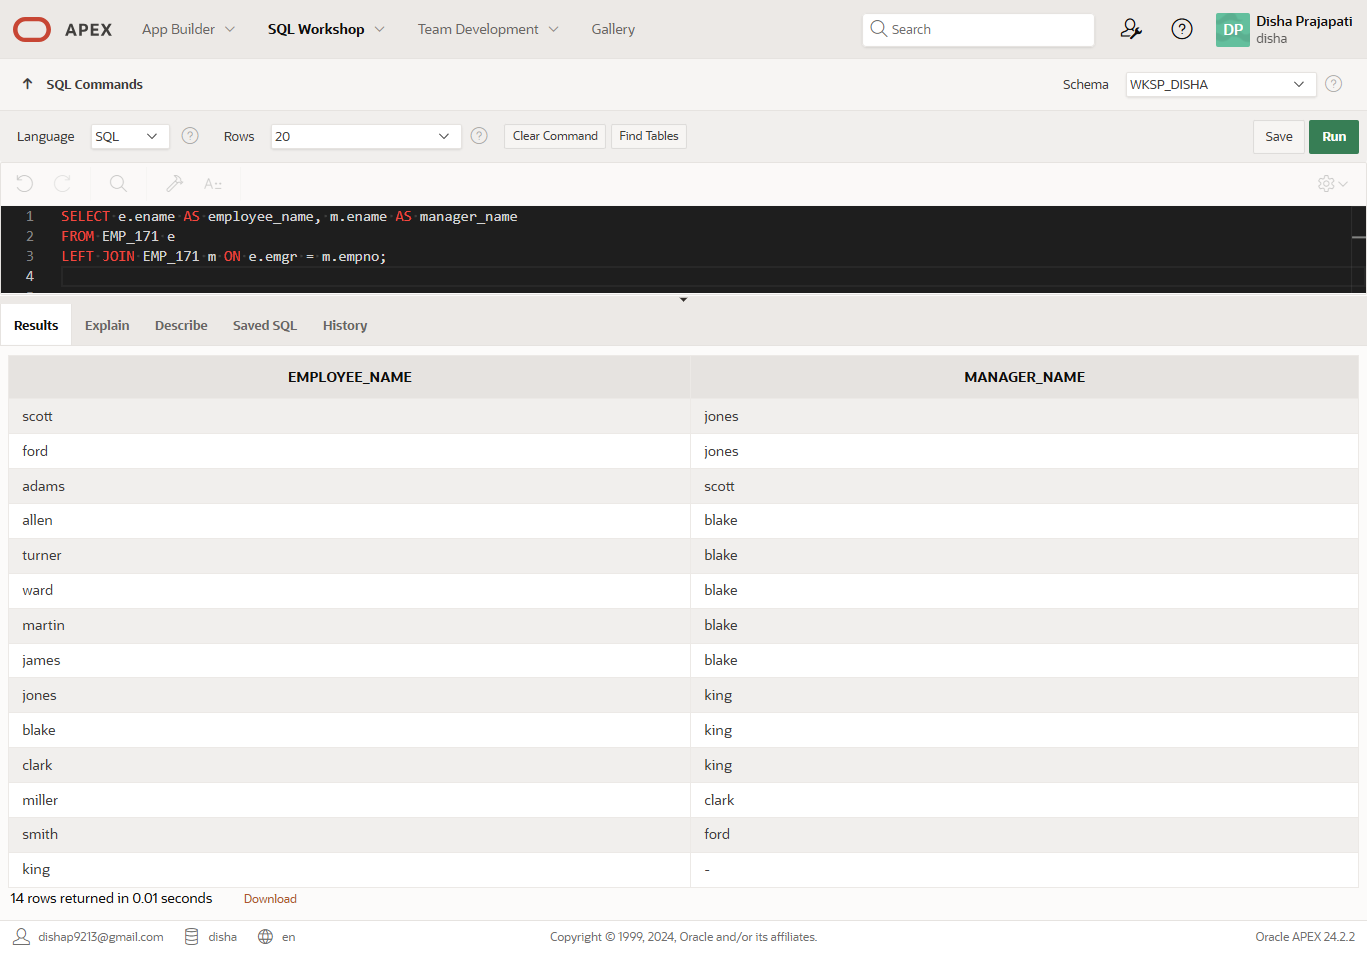 APEX App Builder SQL Workshop Team Development Gallery Search DP Disha Prajapati
disha
SQL Commands Schema WKSP_DISHA
Language SQL Rows 20 Clear Command Find Tables Save Run
1 SELECT e.ename AS employee_name, m.ename AS manager_name
2 FROM EMP_171 e
3 LEFT JOIN EMP_171 m ON e.emgr = m.empno;
4
Results Explain Describe Saved SQL History
EMPLOYEE_NAME MANAGER_NAME
scott jones
ford jones
adams scott
allen blake
turner blake
ward blake
martin blake
james blake
jones king
blake king
clark king
miller clark
smith ford
king -
14 rows returned in 0.01 seconds Download
dishap9213@gmail.com disha en Copyright © 1999, 2024, Oracle and/or its affiliates. Oracle APEX 24.2.2